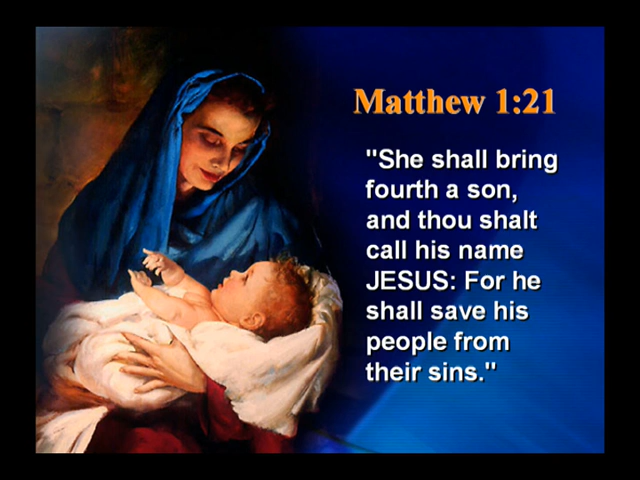 Matthew 1:21
"She shall bring
fourth a son,
and thou shalt
call his name
JESUS: For he
shall save his
people from
their sins."